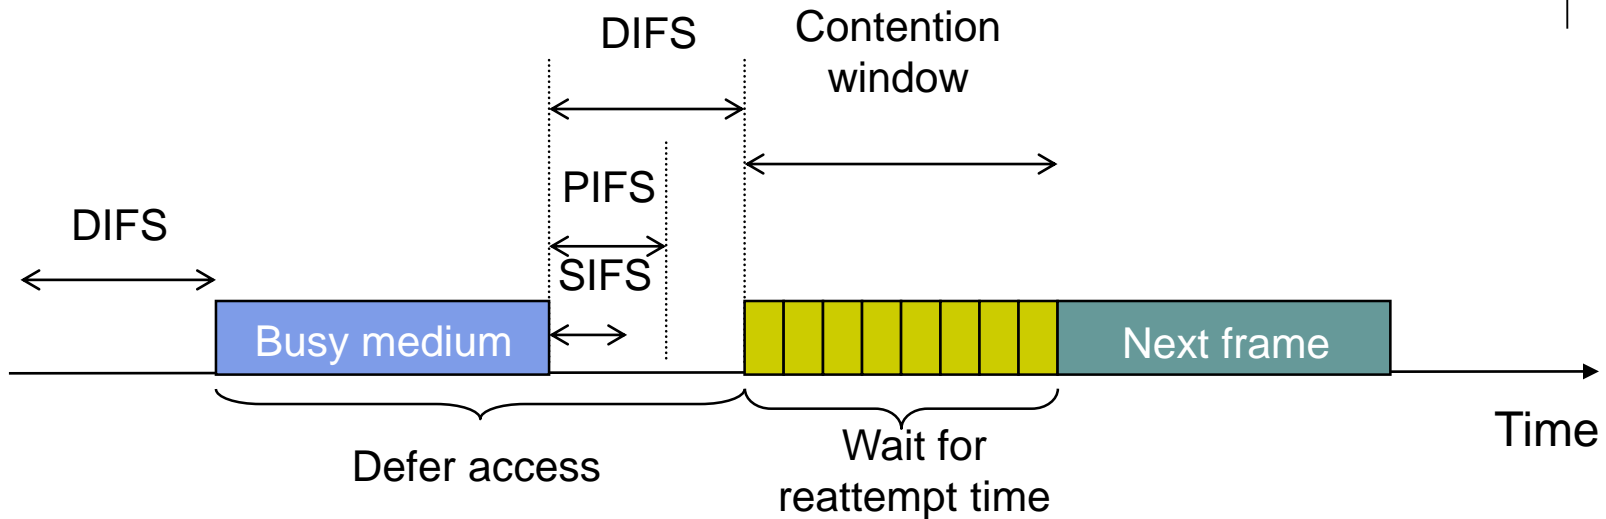 DIFS
Contention
window
PIFS
DIFS
SIFS
Busy medium
Next frame
Time
Defer access
Wait for
reattempt time